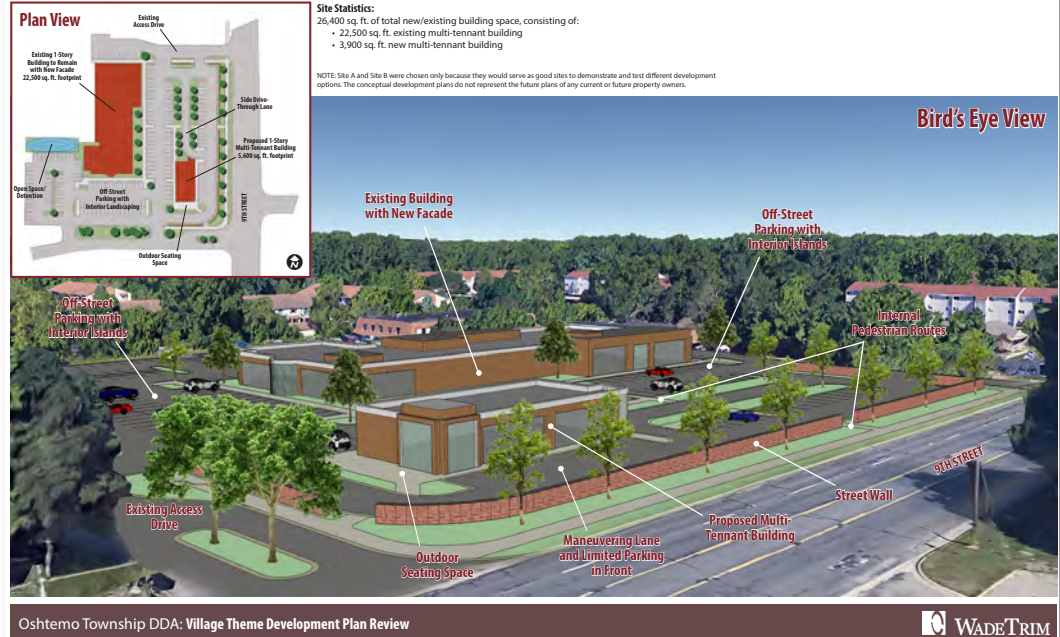 Plan View
Existing
Access Drive
Existing 1-Story
Building to Remain
with New Facade
22,500 sq. ft. footprint
Side Drive-
Through Lane
Proposed 1-Story
Multi-Tennant Building
5,600 sq. ft. footprint
Open Space/
Detention
Off-Street
Parking with
Interior Landscaping
9TH STREET
Outdoor Seating
Space
N
Site Statistics:
26,400 sq. ft. of total new/existing building space, consisting of:
• 22,500 sq. ft. existing multi-tennant building
• 3,900 sq. ft. new multi-tennant building
NOTE: Site A and Site B were chosen only because they would serve as good sites to demonstrate and test different development
options. The conceptual development plans do not represent the future plans of any current or future property owners.
Bird's Eye View
Existing Building
with New Facade
Off-Street
Parking with
Interior Islands
Off-Street
Parking with
Interior Islands
Internal
Pedestrian Routes
9TH STREET
Street Wall
Existing Access
Drive
Proposed Multi-
Tennant Building
Maneuvering Lane
and Limited Parking
in Front
Outdoor
Seating Space
Oshtemo Township DDA: Village Theme Development Plan Review
WADETRIM